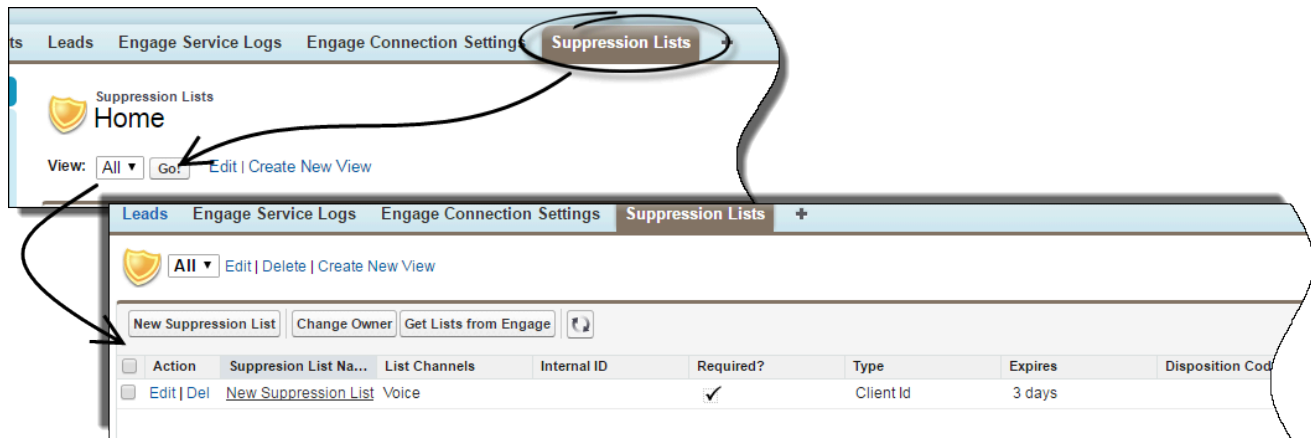 ts Leads Engage Service Logs Engage Connection Settings Suppression Lists +
Suppression Lists
Home
View: All Go! Edit | Create New View
Leads Engage Service Logs Engage Connection Settings Suppression Lists +
All Edit | Delete | Create New View
New Suppression List Change Owner Get Lists from Engage
Action Suppresion List Na... List Channels Internal ID Required? Type Expires Disposition Cod
Edit | Del New Suppression List Voice ✓ Client Id 3 days